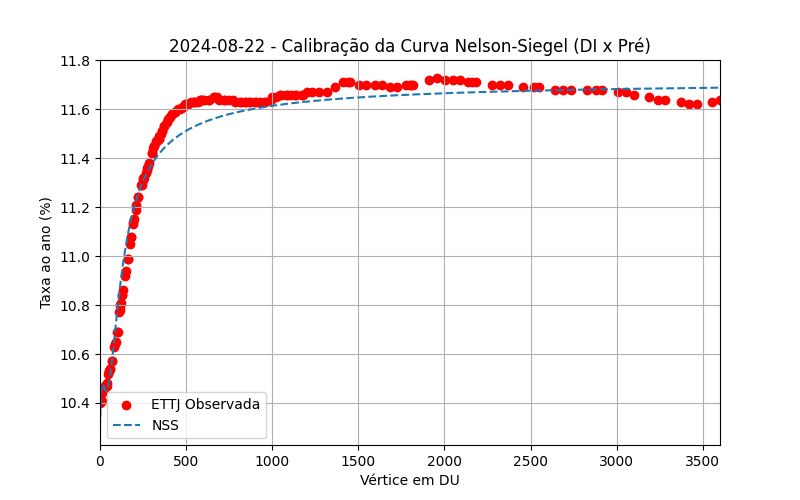 2024-08-22 - Calibração da Curva Nelson-Siegel (DI x Pré)
Taxa ao ano (%)
11.8
11.6
11.4
11.2
11.0
10.8
10.6
10.4
ETTJ Observada
NSS
0 500 1000 1500 2000 2500 3000 3500
Vértice em DU